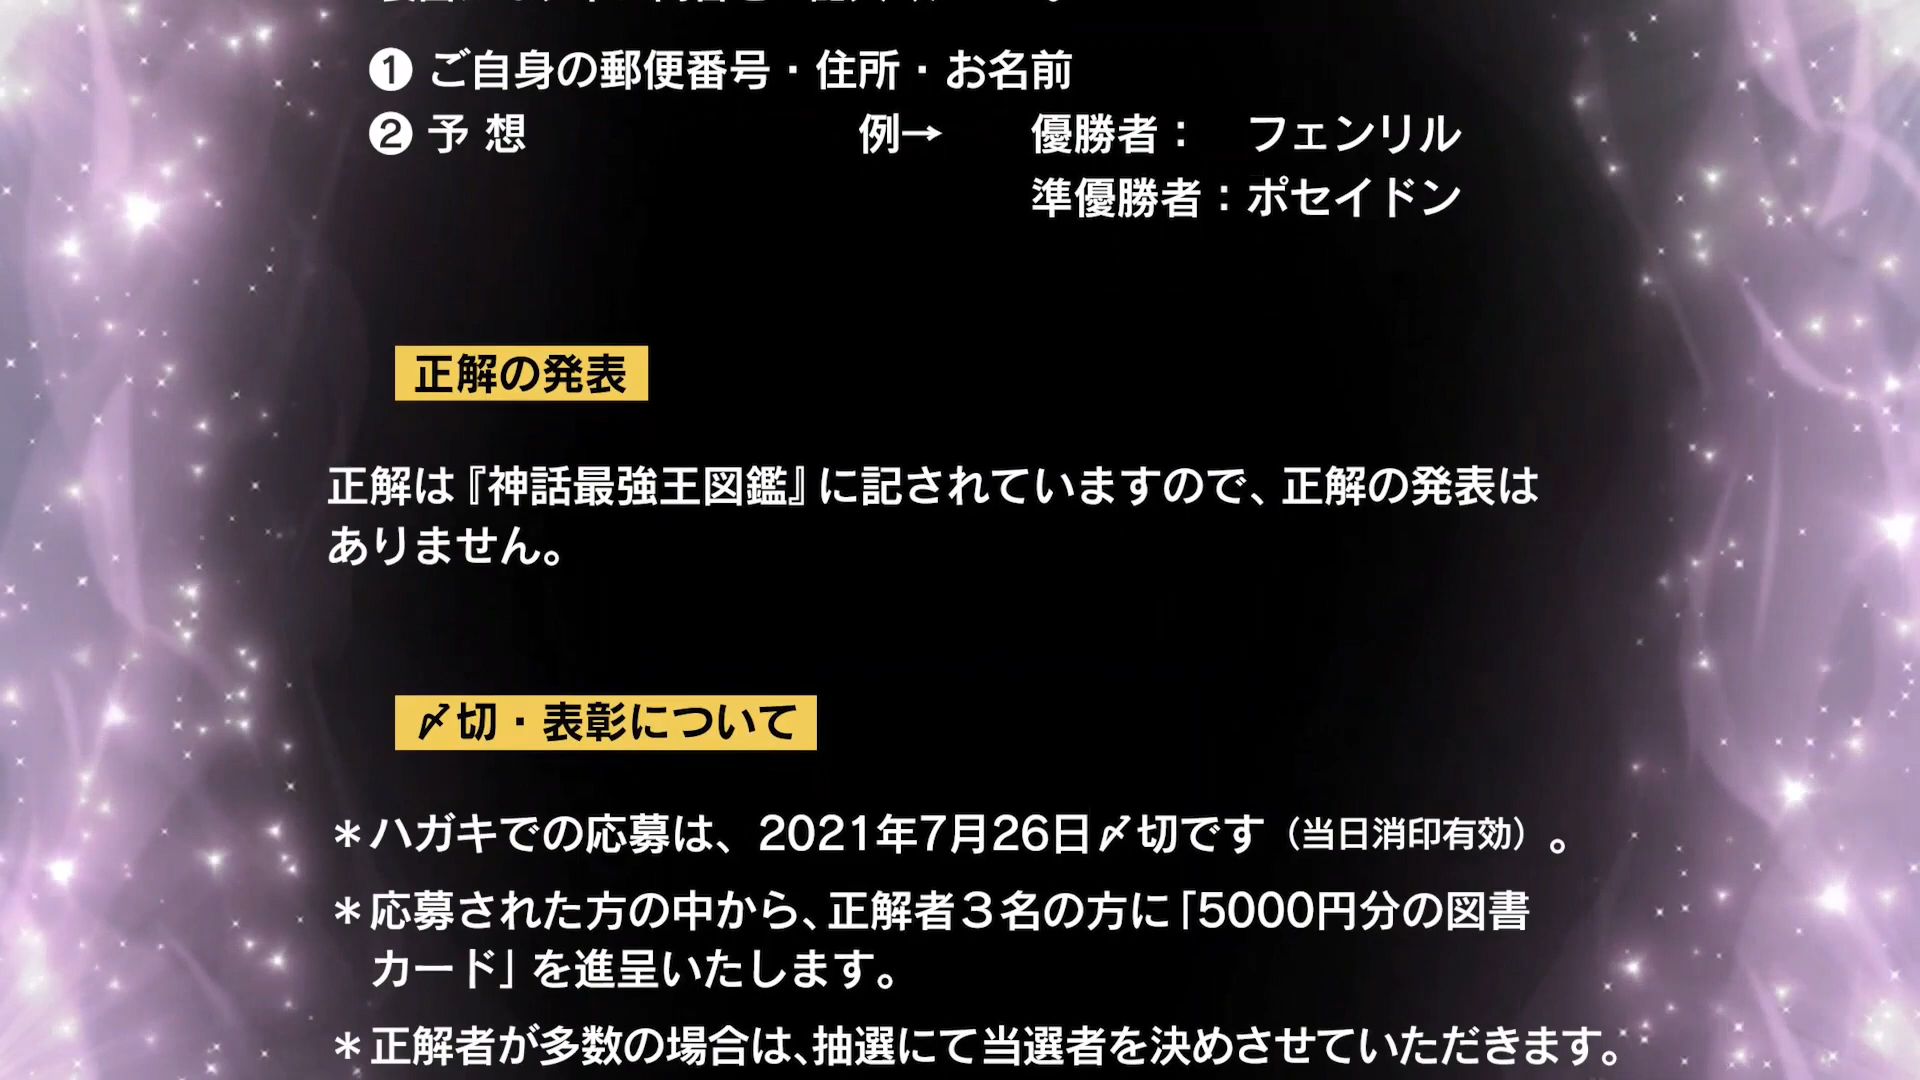 ❶ ご自身の郵便番号・住所・お名前
❷ 予 想 例→ 優勝者： フェンリル
準優勝者：ポセイドン
正解の発表
正解は『神話最強王図鑑』に記されていますので、正解の発表は
ありません。
〆切・表彰について
＊ハガキでの応募は、2021年7月26日〆切です（当日消印有効）。
＊応募された方の中から、正解者３名の方に「5000円分の図書
カード」を進呈いたします。
＊正解者が多数の場合は、抽選にて当選者を決めさせていただきます。